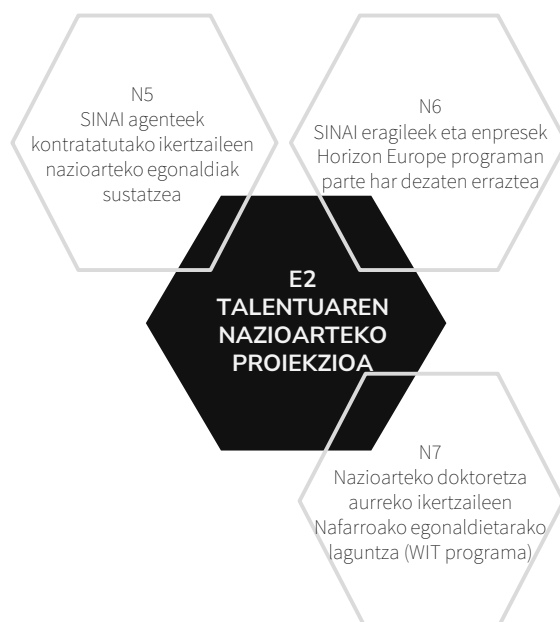 N5
SINAI agenteek
kontratatutako ikertzaileen
nazioarteko egonaldiak
sustatzea
N6
SINAI eragileek eta enpresek
Horizon Europe programan
parte har dezaten erraztea
E2
TALENTUAREN
NAZIOARTEKO
PROIEKZIOA
N7
Nazioarteko doktoretza
aurreko ikertzaileen
Nafarroako egonaldietarako
laguntza (WIT programa)